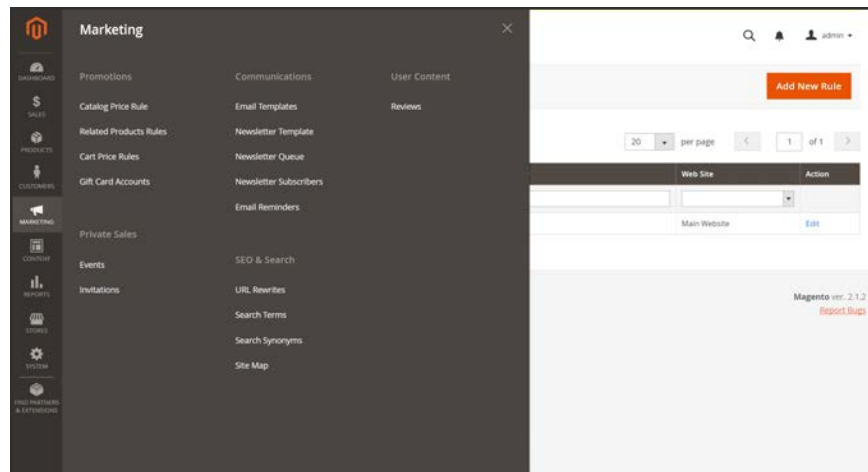 Marketing
Promotions
Catalog Price Rule
Related Products Rules
Cart Price Rules
Gift Card Accounts
Private Sales
Events
Invitations
Communications
Email Templates
Newsletter Template
Newsletter Queue
Newsletter Subscribers
Email Reminders
SEO & Search
URL Rewrites
Search Terms
Search Synonyms
Site Map
User Content
Reviews
DASHBOARD
SALES
PRODUCTS
CUSTOMERS
MARKETING
CONTENT
REPORTS
STORES
SYSTEM
FIND PARTNERS
& EXTENSIONS
admin
Add New Rule
20 per page 1 of 1
Web Site Action
Main Website Edit
Magento ver. 2.1.2
Report Bugs